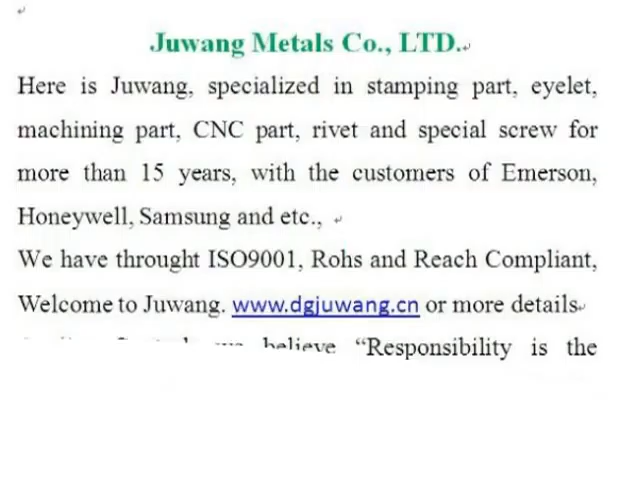 Juwang Metals Co., LTD.
Here is Juwang, specialized in stamping part, eyelet,
machining part, CNC part, rivet and special screw for
more than 15 years, with the customers of Emerson,
Honeywell, Samsung and etc.,
We have throught ISO9001, Rohs and Reach Compliant,
Welcome to Juwang. www.dgjuwang.cn or more details
believe “Responsibility is the